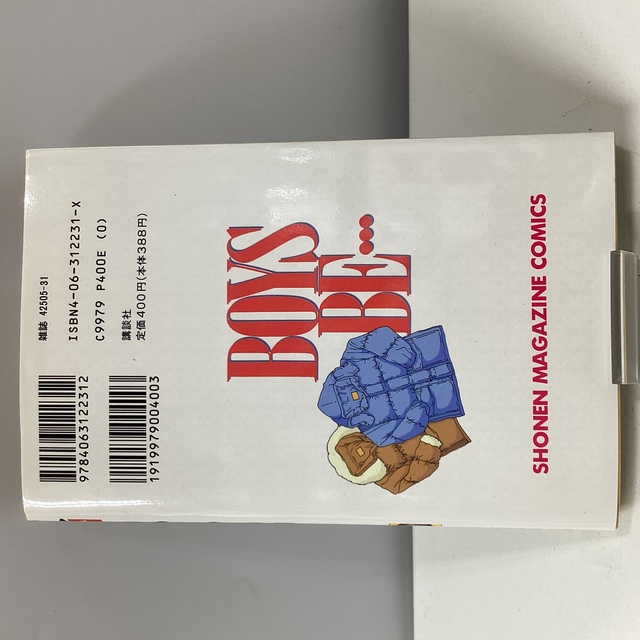 雑誌 42505-31
ISBN4-06-312231-X
C9979 P400E (0)
講談社
定価400円(本体388円)
9784063122312
1919979004003
BOYS
BE...
SHONEN MAGAZINE COMICS